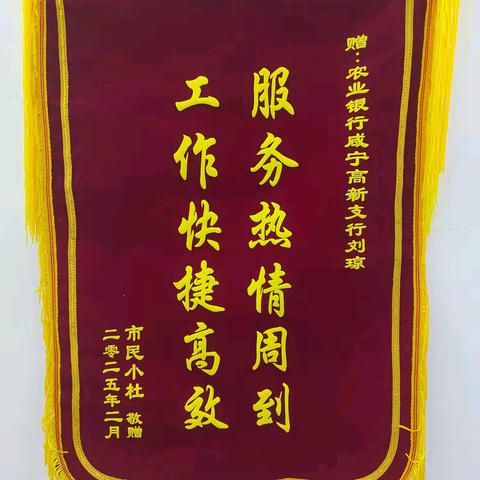 赠：农业银行咸宁高新支行刘琼
服务热情周到
工作快捷高效
市民小杜 敬赠
二零二五年二月